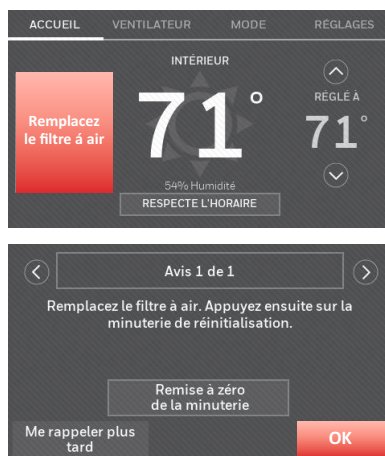 ACCUEIL VENTILATEUR MODE RÉGLAGES
INTÉRIEUR
Remplacez
le filtre á air
71°
RÉGLÉ À
71°
54% Humidité
RESPECTE L'HORAIRE
Avis 1 de 1
Remplacez le filtre à air. Appuyez ensuite sur la
minuterie de réinitialisation.
Remise à zéro
de la minuterie
Me rappeler plus
tard
OK